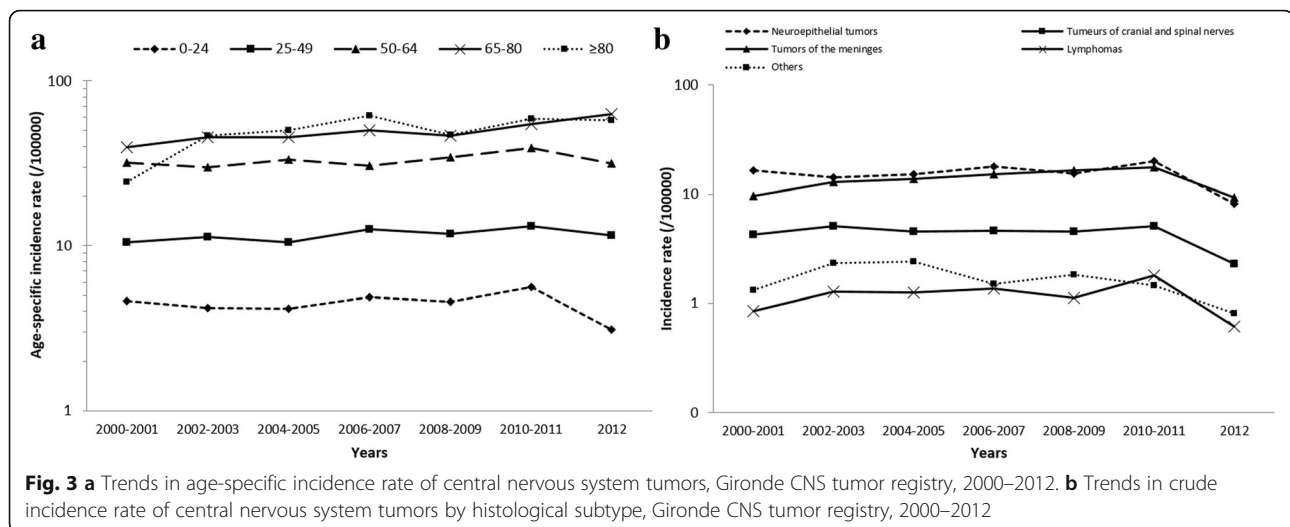 a
0-24 25-49 50-64 65-80 ≥80
Age-specific incidence rate (/100000)
100
10
1
2000-2001 2002-2003 2004-2005 2006-2007 2008-2009 2010-2011 2012
Years
b
Neuroepithelial tumors Tumeurs of cranial and spinal nerves
Tumors of the meninges Lymphomas
Others
Incidence rate (/100000)
100
10
1
0
2000-2001 2002-2003 2004-2005 2006-2007 2008-2009 2010-2011 2012
Years
Fig. 3 a Trends in age-specific incidence rate of central nervous system tumors, Gironde CNS tumor registry, 2000–2012. b Trends in crude
incidence rate of central nervous system tumors by histological subtype, Gironde CNS tumor registry, 2000–2012